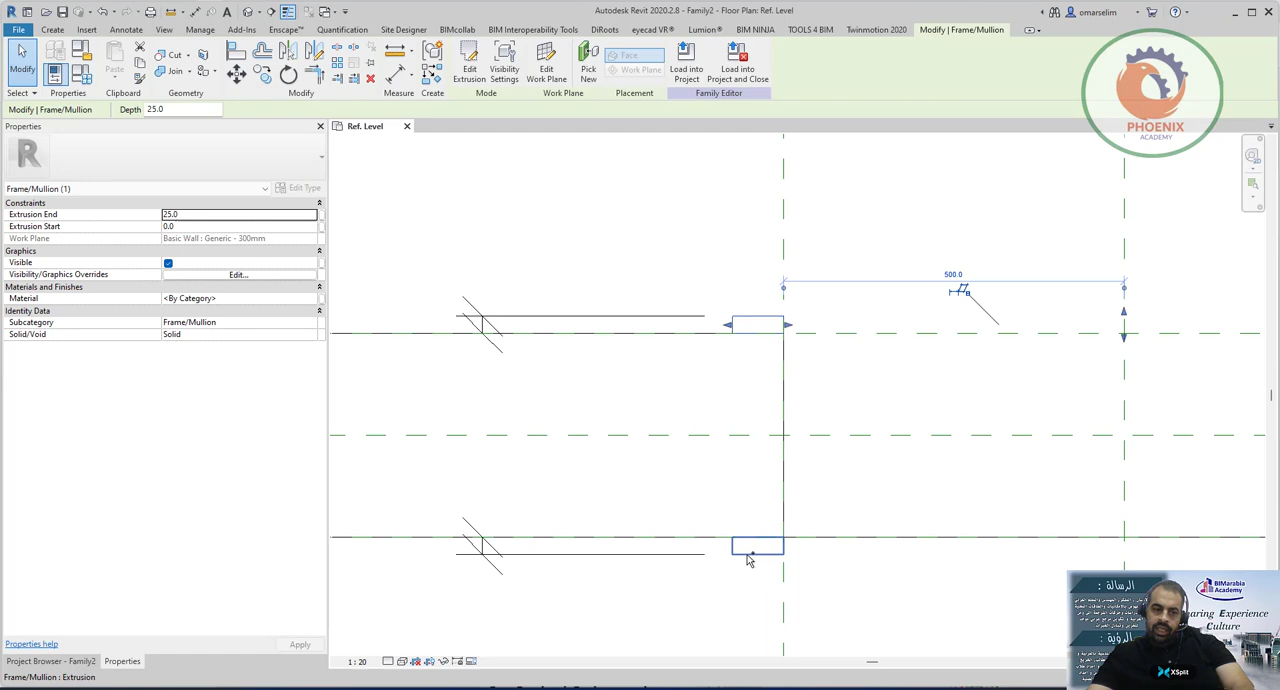 Autodesk Revit 2020.2.8 - Family2 - Floor Plan: Ref. Level
omarselim
File Create Insert Annotate View Manage Add-Ins Enscape™ Quantification Site Designer BIMcollab BIM Interoperability Tools DiRoots eyecad VR® Lumion® BIM NINJA TOOLS 4 BIM Twinmotion 2020 Modify | Frame/Mullion
Modify Paste Cut Join Edit Extrusion Visibility Settings Edit Work Plane Pick New Face Work Plane Load into Project Load into Project and Close
Select Properties Clipboard Geometry Modify Measure Create Mode Work Plane Placement Family Editor
Modify | Frame/Mullion Depth 25.0
PHOENIX
ACADEMY
Properties
Ref. Level
R
Frame/Mullion (1) Edit Type
Constraints
Extrusion End 25.0
Extrusion Start 0.0
Work Plane Basic Wall : Generic - 300mm
Graphics
Visible
Visibility/Graphics Overrides Edit...
Materials and Finishes
Material <By Category>
Identity Data
Subcategory Frame/Mullion
Solid/Void Solid
500.0
الرسالة :
BIMarabia
Academy
haring Experience
Culture
الرؤية :
XSplit
Properties help Apply
Project Browser - Family2 Properties
1 : 20
Frame/Mullion : Extrusion